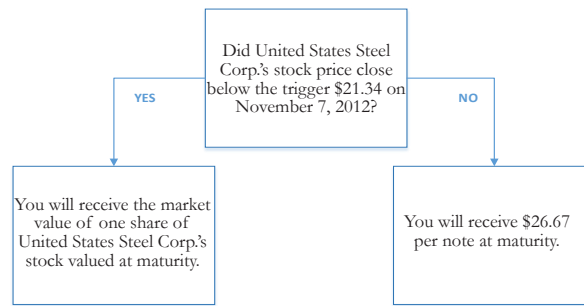 Did United States Steel
Corp.'s stock price close
below the trigger $21.34 on
November 7, 2012?
YES
NO
You will receive the market
value of one share of
United States Steel Corp.'s
stock valued at maturity.
You will receive $26.67
per note at maturity.